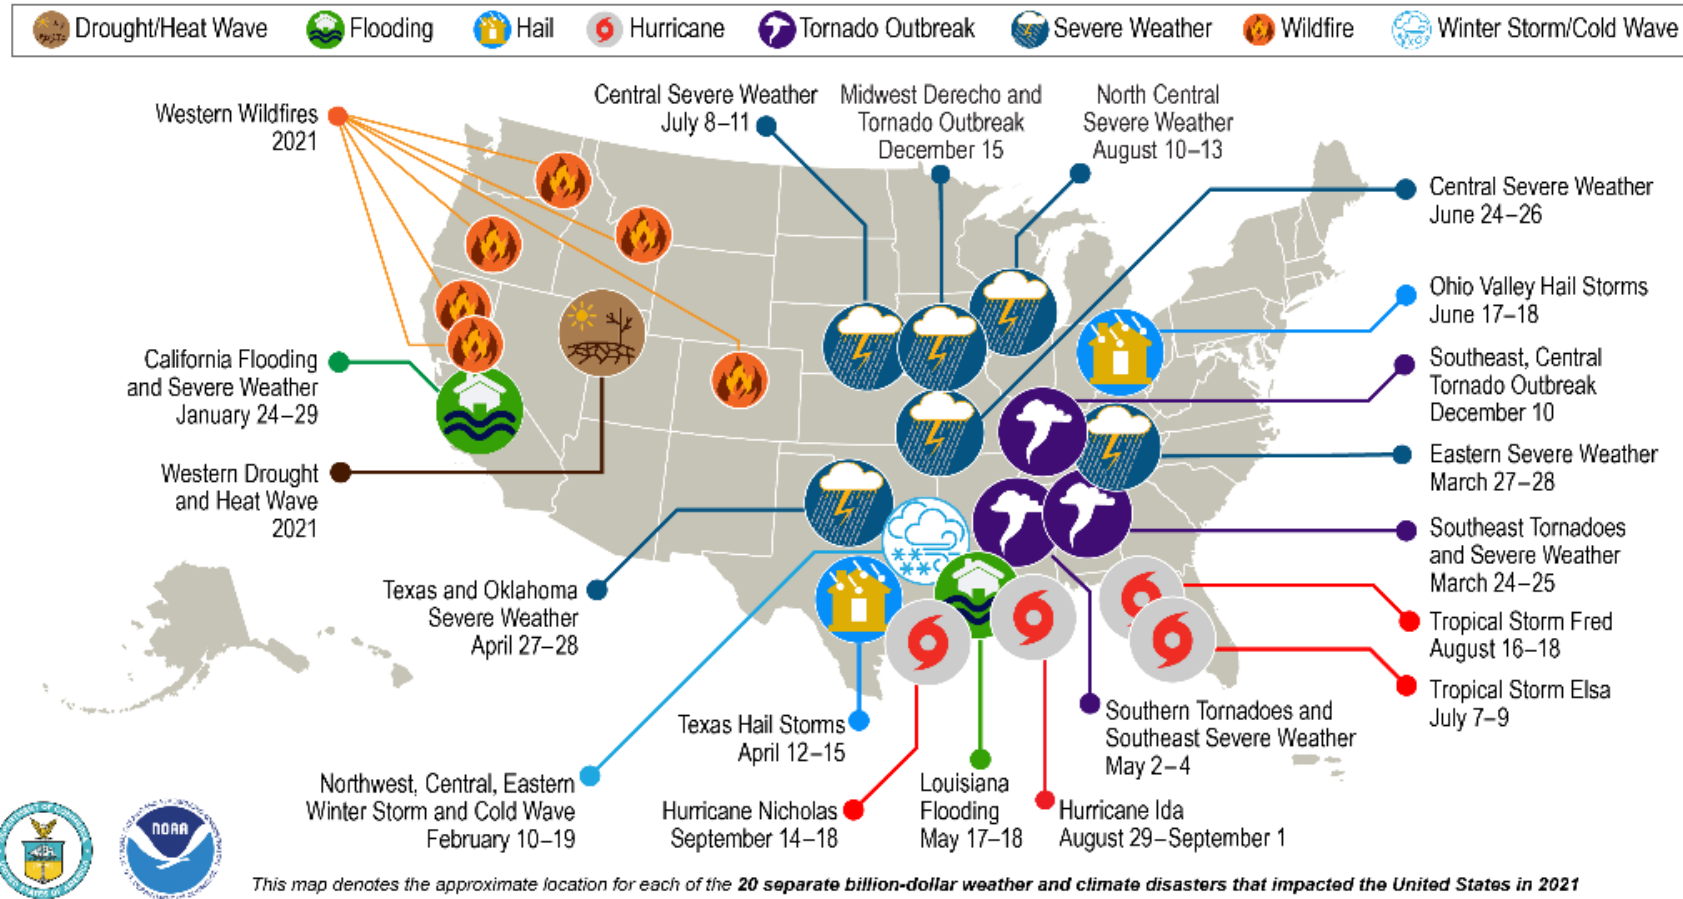 Drought/Heat Wave Flooding Hail Hurricane Tornado Outbreak Severe Weather Wildfire Winter Storm/Cold Wave
Western Wildfires
2021
Central Severe Weather
July 8–11
Midwest Derecho and
Tornado Outbreak
December 15
North Central
Severe Weather
August 10–13
Central Severe Weather
June 24–26
Ohio Valley Hail Storms
June 17–18
Southeast, Central
Tornado Outbreak
December 10
Eastern Severe Weather
March 27–28
Southeast Tornadoes
and Severe Weather
March 24–25
Tropical Storm Fred
August 16–18
Tropical Storm Elsa
July 7–9
California Flooding
and Severe Weather
January 24–29
Western Drought
and Heat Wave
2021
Texas and Oklahoma
Severe Weather
April 27–28
Texas Hail Storms
April 12–15
Northwest, Central, Eastern
Winter Storm and Cold Wave
February 10–19
Hurricane Nicholas
September 14–18
Louisiana
Flooding
May 17–18
Hurricane Ida
August 29–September 1
Southern Tornadoes and
Southeast Severe Weather
May 2–4
NOAA
This map denotes the approximate location for each of the 20 separate billion-dollar weather and climate disasters that impacted the United States in 2021